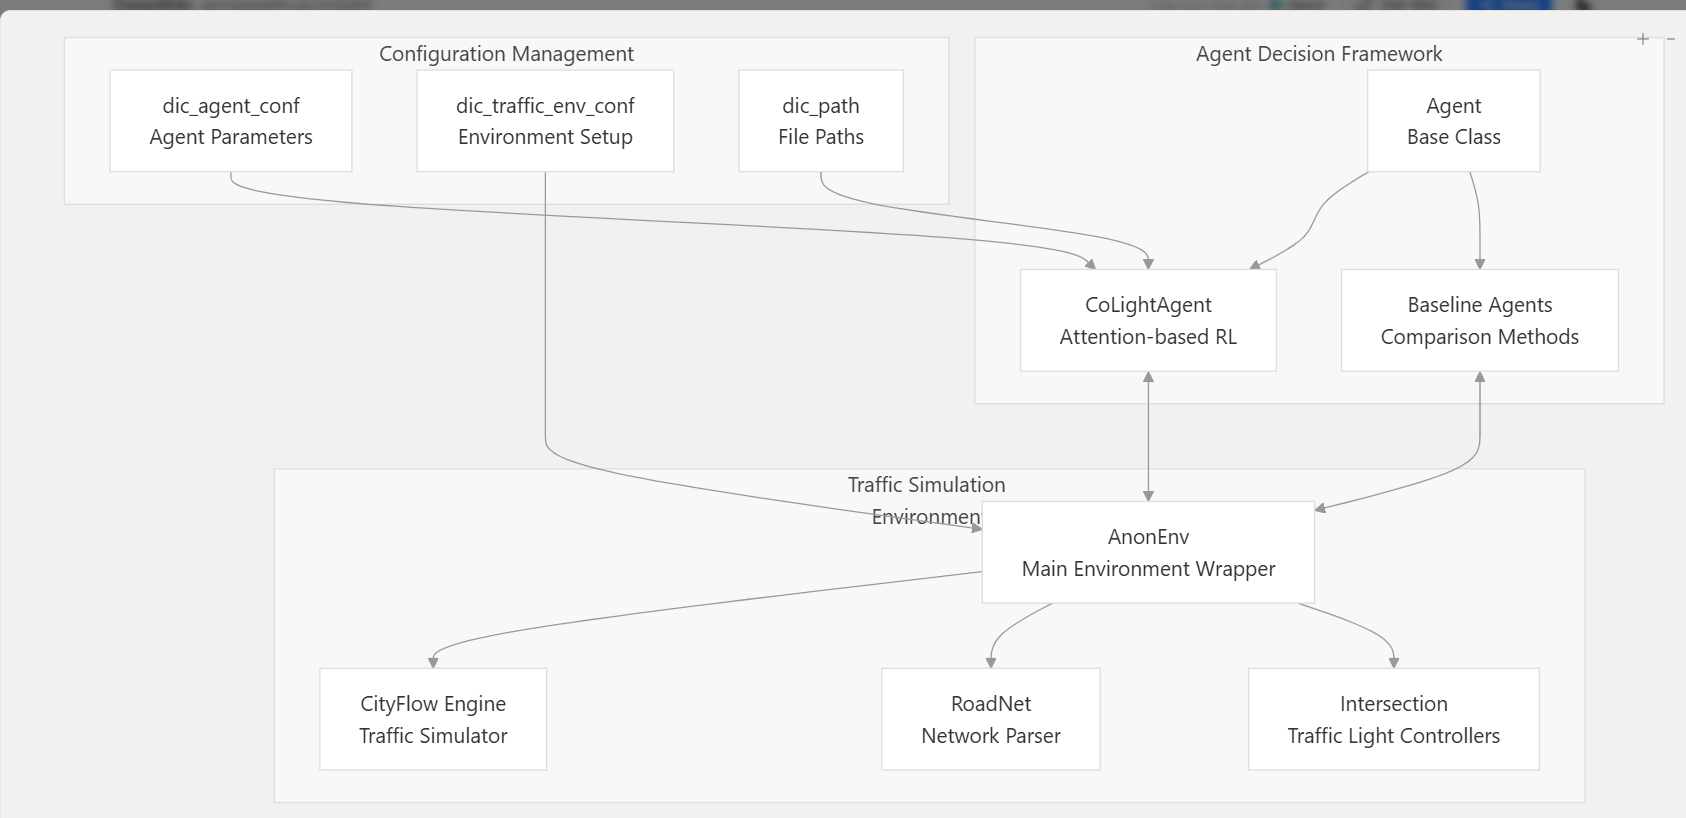 Configuration Management
dic_agent_conf
Agent Parameters
dic_traffic_env_conf
Environment Setup
dic_path
File Paths
Agent Decision Framework
Agent
Base Class
CoLightAgent
Attention-based RL
Baseline Agents
Comparison Methods
Traffic Simulation
Environment
AnonEnv
Main Environment Wrapper
CityFlow Engine
Traffic Simulator
RoadNet
Network Parser
Intersection
Traffic Light Controllers